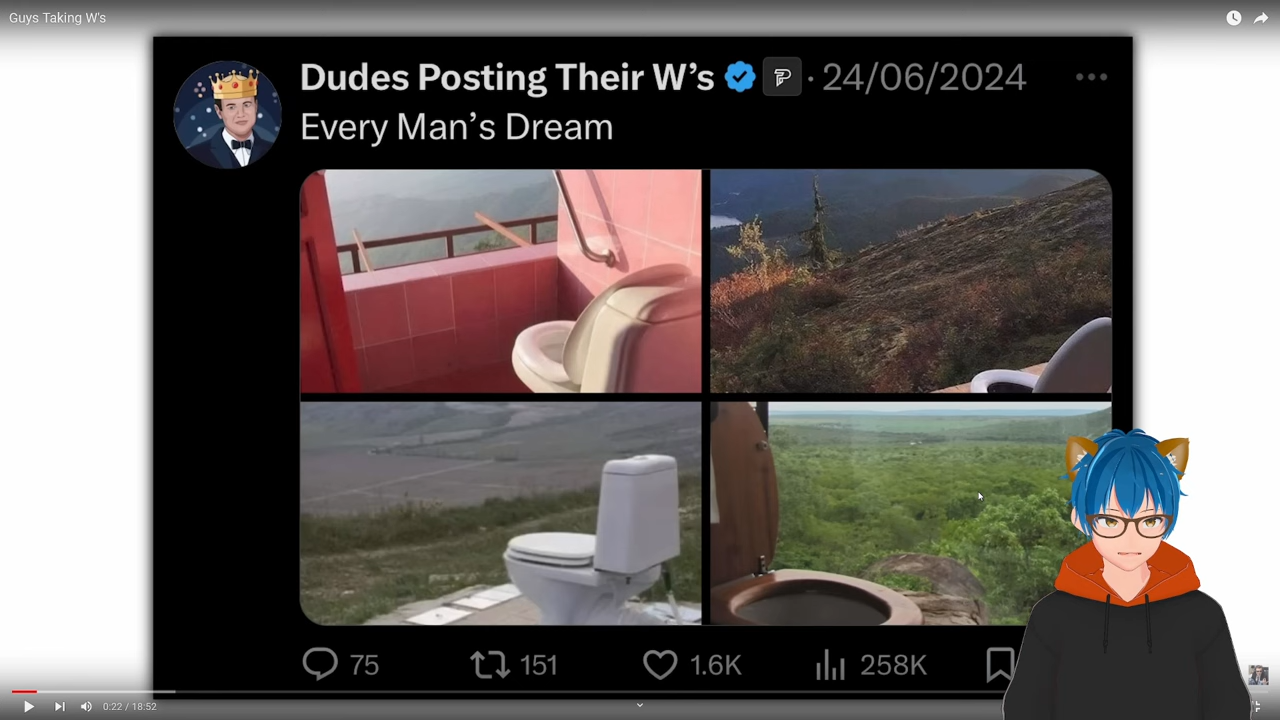 Guys Taking W's
Dudes Posting Their W’s · 24/06/2024
Every Man’s Dream
75 151 1.6K 258K
0:22 / 18:52